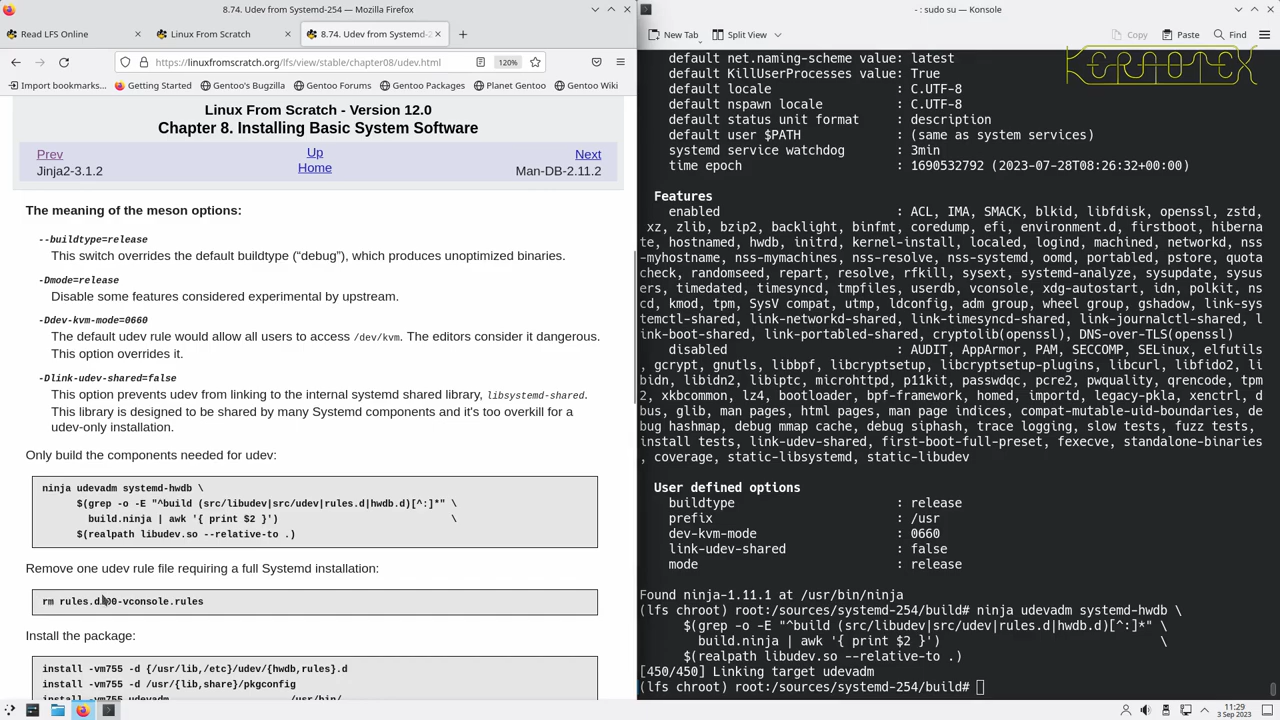 8.74. Udev from Systemd-254 — Mozilla Firefox
Read LFS Online
Linux From Scratch
8.74. Udev from Systemd-2
https://linuxfromscratch.org/lfs/view/stable/chapter08/udev.html
120%
Import bookmarks...
Getting Started
Gentoo's Bugzilla
Gentoo Forums
Gentoo Packages
Planet Gentoo
Gentoo Wiki
Linux From Scratch - Version 12.0
Chapter 8. Installing Basic System Software
Prev
Up
Next
Jinja2-3.1.2
Home
Man-DB-2.11.2
The meaning of the meson options:
--buildtype=release
This switch overrides the default buildtype (“debug”), which produces unoptimized binaries.
-Dmode=release
Disable some features considered experimental by upstream.
-Ddev-kvm-mode=0660
The default udev rule would allow all users to access /dev/kvm. The editors consider it dangerous.
This option overrides it.
-Dlink-udev-shared=false
This option prevents udev from linking to the internal systemd shared library, libsystemd-shared.
This library is designed to be shared by many Systemd components and it's too overkill for a
udev-only installation.
Only build the components needed for udev:
ninja udevadm systemd-hwdb \
$(grep -o -E "^build (src/libudev|src/udev|rules.d|hwdb.d)[^:]*" \
build.ninja | awk '{ print $2 }') \
$(realpath libudev.so --relative-to .)
Remove one udev rule file requiring a full Systemd installation:
rm rules.d/90-vconsole.rules
Install the package:
install -vm755 -d {/usr/lib,/etc}/udev/{hwdb,rules}.d
install -vm755 -d /usr/{lib,share}/pkgconfig
install -vm755 udevadm /usr/bin/
- : sudo su — Konsole
New Tab
Split View
Copy
Paste
Find
KERNOTEX
default net.naming-scheme value: latest
default KillUserProcesses value: True
default locale : C.UTF-8
default nspawn locale : C.UTF-8
default status unit format : description
default user $PATH : (same as system services)
systemd service watchdog : 3min
time epoch : 1690532792 (2023-07-28T08:26:32+00:00)
Features
enabled : ACL, IMA, SMACK, blkid, libfdisk, openssl, zstd,
xz, zlib, bzip2, backlight, binfmt, coredump, efi, environment.d, firstboot, hiberna
te, hostnamed, hwdb, initrd, kernel-install, localed, logind, machined, networkd, nss
-myhostname, nss-mymachines, nss-resolve, nss-systemd, oomd, portabled, pstore, quota
check, randomseed, repart, resolve, rfkill, sysext, systemd-analyze, sysupdate, sysus
ers, timedated, timesyncd, tmpfiles, userdb, vconsole, xdg-autostart, idn, polkit, ns
cd, kmod, tpm, SysV compat, utmp, ldconfig, adm group, wheel group, gshadow, link-sys
temctl-shared, link-networkd-shared, link-timesyncd-shared, link-journalctl-shared, l
ink-boot-shared, link-portabled-shared, cryptolib(openssl), DNS-over-TLS(openssl)
disabled : AUDIT, AppArmor, PAM, SECCOMP, SELinux, elfutils
, gcrypt, gnutls, libbpf, libcryptsetup, libcryptsetup-plugins, libcurl, libfido2, li
bidn, libidn2, libiptc, microhttpd, p11kit, passwdqc, pcre2, pwquality, qrencode, tpm
2, xkbcommon, lz4, bootloader, bpf-framework, homed, importd, legacy-pkla, xenctrl, d
bus, glib, man pages, html pages, man page indices, compat-mutable-uid-boundaries, de
bug hashmap, debug mmap cache, debug siphash, trace logging, slow tests, fuzz tests,
install tests, link-udev-shared, first-boot-full-preset, fexecve, standalone-binaries
, coverage, static-libsystemd, static-libudev
User defined options
buildtype : release
prefix : /usr
dev-kvm-mode : 0660
link-udev-shared : false
mode : release
Found ninja-1.11.1 at /usr/bin/ninja
(lfs chroot) root:/sources/systemd-254/build# ninja udevadm systemd-hwdb \
$(grep -o -E "^build (src/libudev|src/udev|rules.d|hwdb.d)[^:]*" \
build.ninja | awk '{ print $2 }') \
$(realpath libudev.so --relative-to .)
[450/450] Linking target udevadm
(lfs chroot) root:/sources/systemd-254/build#
11:29
3 Sep 2023